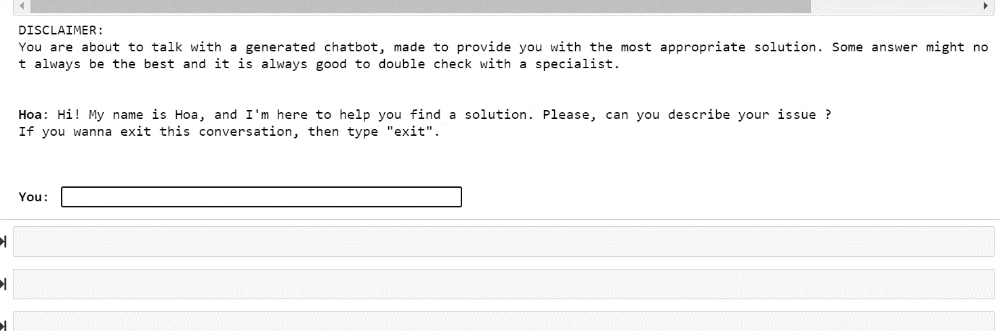 DISCLAIMER:
You are about to talk with a generated chatbot, made to provide you with the most appropriate solution. Some answer might no
t always be the best and it is always good to double check with a specialist.
Hoa: Hi! My name is Hoa, and I'm here to help you find a solution. Please, can you describe your issue ?
If you wanna exit this conversation, then type "exit".
You: